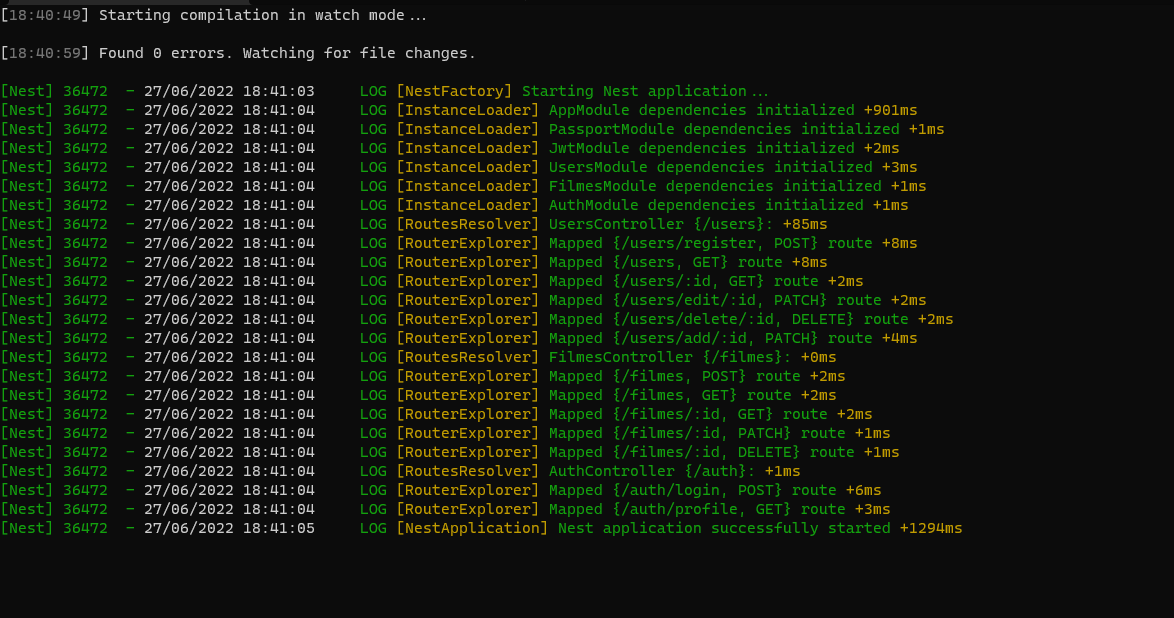 [18:40:49] Starting compilation in watch mode...
[18:40:59] Found 0 errors. Watching for file changes.
[Nest] 36472  - 27/06/2022 18:41:03     LOG [NestFactory] Starting Nest application...
[Nest] 36472  - 27/06/2022 18:41:04     LOG [InstanceLoader] AppModule dependencies initialized +901ms
[Nest] 36472  - 27/06/2022 18:41:04     LOG [InstanceLoader] PassportModule dependencies initialized +1ms
[Nest] 36472  - 27/06/2022 18:41:04     LOG [InstanceLoader] JwtModule dependencies initialized +2ms
[Nest] 36472  - 27/06/2022 18:41:04     LOG [InstanceLoader] UsersModule dependencies initialized +3ms
[Nest] 36472  - 27/06/2022 18:41:04     LOG [InstanceLoader] FilmesModule dependencies initialized +1ms
[Nest] 36472  - 27/06/2022 18:41:04     LOG [InstanceLoader] AuthModule dependencies initialized +1ms
[Nest] 36472  - 27/06/2022 18:41:04     LOG [RoutesResolver] UsersController {/users}: +85ms
[Nest] 36472  - 27/06/2022 18:41:04     LOG [RouterExplorer] Mapped {/users/register, POST} route +8ms
[Nest] 36472  - 27/06/2022 18:41:04     LOG [RouterExplorer] Mapped {/users, GET} route +8ms
[Nest] 36472  - 27/06/2022 18:41:04     LOG [RouterExplorer] Mapped {/users/:id, GET} route +2ms
[Nest] 36472  - 27/06/2022 18:41:04     LOG [RouterExplorer] Mapped {/users/edit/:id, PATCH} route +2ms
[Nest] 36472  - 27/06/2022 18:41:04     LOG [RouterExplorer] Mapped {/users/delete/:id, DELETE} route +2ms
[Nest] 36472  - 27/06/2022 18:41:04     LOG [RouterExplorer] Mapped {/users/add/:id, PATCH} route +4ms
[Nest] 36472  - 27/06/2022 18:41:04     LOG [RoutesResolver] FilmesController {/filmes}: +0ms
[Nest] 36472  - 27/06/2022 18:41:04     LOG [RouterExplorer] Mapped {/filmes, POST} route +2ms
[Nest] 36472  - 27/06/2022 18:41:04     LOG [RouterExplorer] Mapped {/filmes, GET} route +2ms
[Nest] 36472  - 27/06/2022 18:41:04     LOG [RouterExplorer] Mapped {/filmes/:id, GET} route +2ms
[Nest] 36472  - 27/06/2022 18:41:04     LOG [RouterExplorer] Mapped {/filmes/:id, PATCH} route +1ms
[Nest] 36472  - 27/06/2022 18:41:04     LOG [RouterExplorer] Mapped {/filmes/:id, DELETE} route +1ms
[Nest] 36472  - 27/06/2022 18:41:04     LOG [RoutesResolver] AuthController {/auth}: +1ms
[Nest] 36472  - 27/06/2022 18:41:04     LOG [RouterExplorer] Mapped {/auth/login, POST} route +6ms
[Nest] 36472  - 27/06/2022 18:41:04     LOG [RouterExplorer] Mapped {/auth/profile, GET} route +3ms
[Nest] 36472  - 27/06/2022 18:41:05     LOG [NestApplication] Nest application successfully started +1294ms